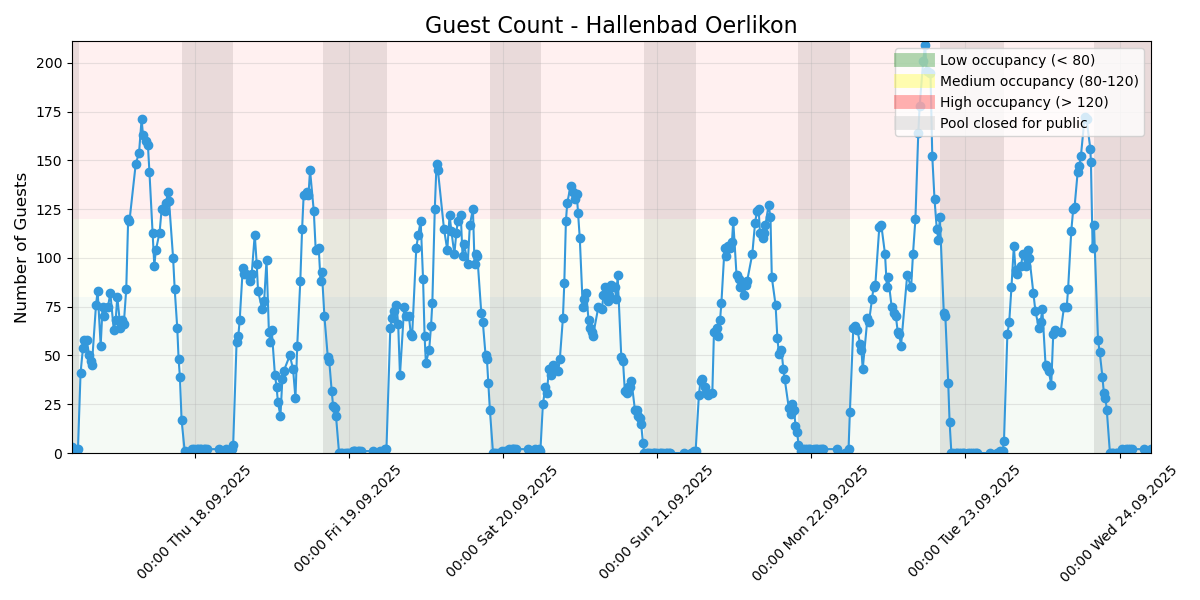 Guest Count - Hallenbad Oerlikon
Number of Guests
200
175
150
125
100
75
50
25
0
Low occupancy (< 80)
Medium occupancy (80-120)
High occupancy (> 120)
Pool closed for public
00:00 Thu 18.09.2025
00:00 Fri 19.09.2025
00:00 Sat 20.09.2025
00:00 Sun 21.09.2025
00:00 Mon 22.09.2025
00:00 Tue 23.09.2025
00:00 Wed 24.09.2025